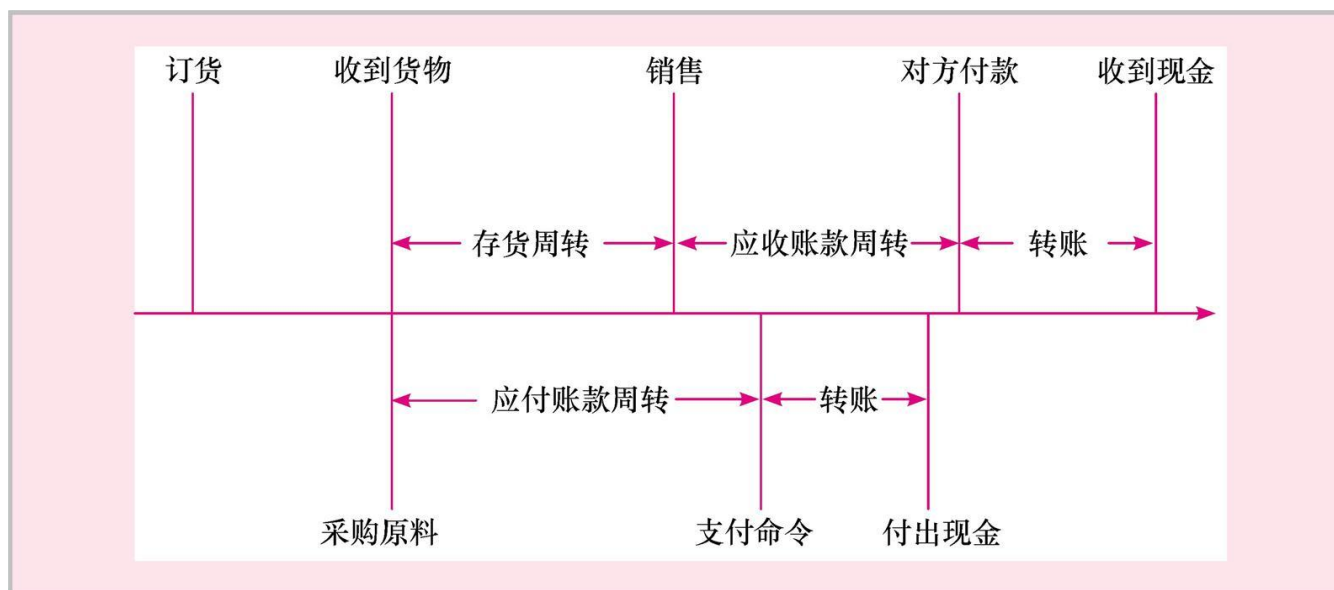 订货 收到货物 销售 对方付款 收到现金
存货周转 应收账款周转 转账
应付账款周转 转账
采购原料 支付命令 付出现金